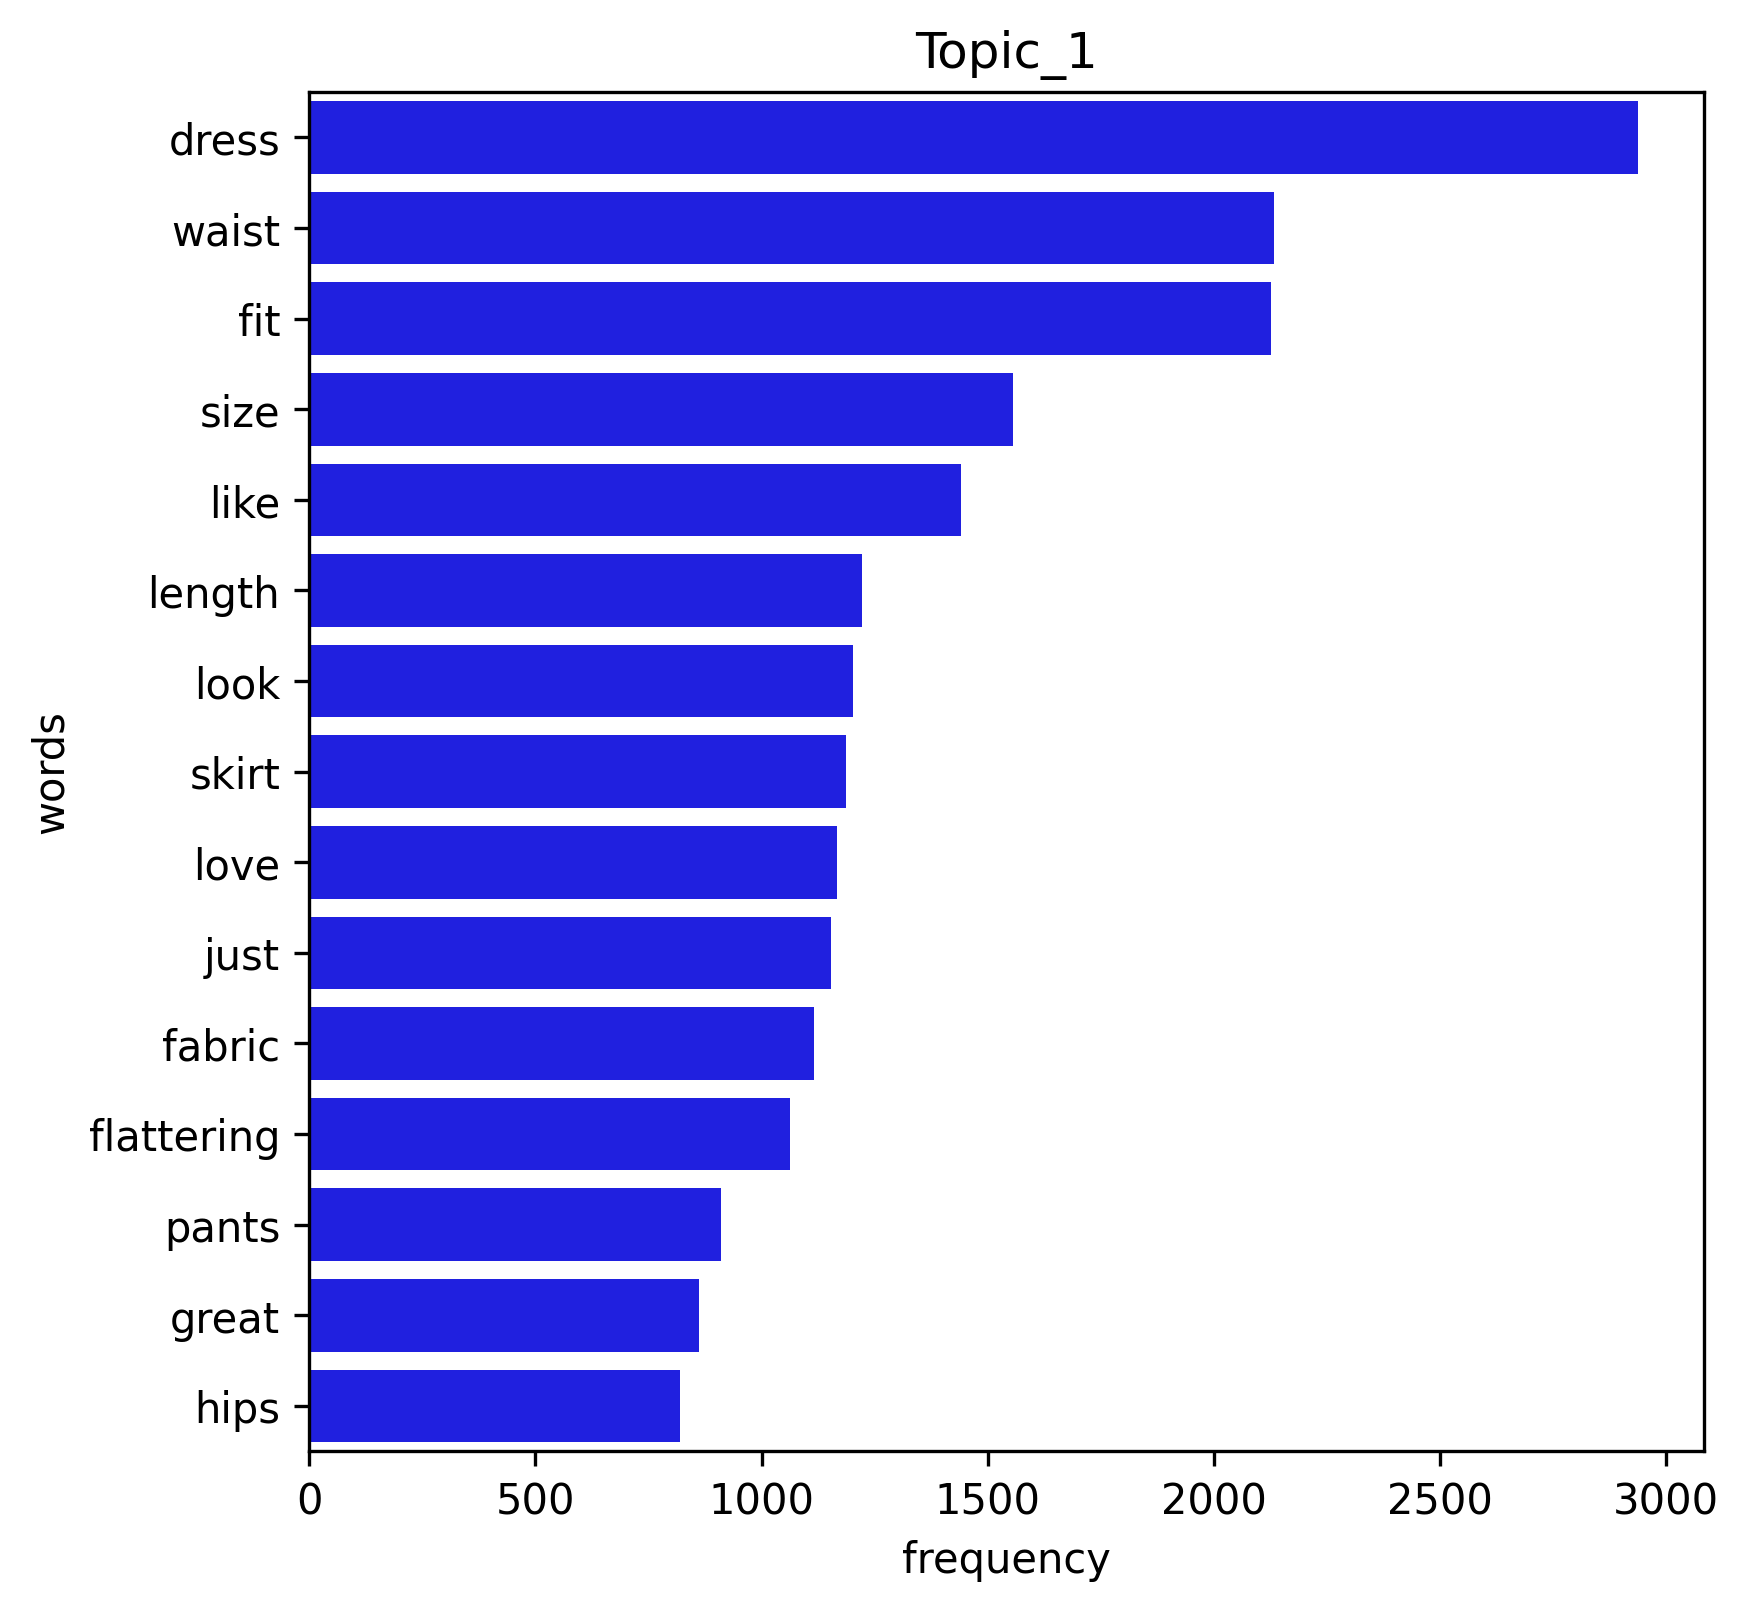 Topic_1
dress
waist
fit
size
like
length
look
skirt
love
just
fabric
flattering
pants
great
hips
words
0 500 1000 1500 2000 2500 3000
frequency